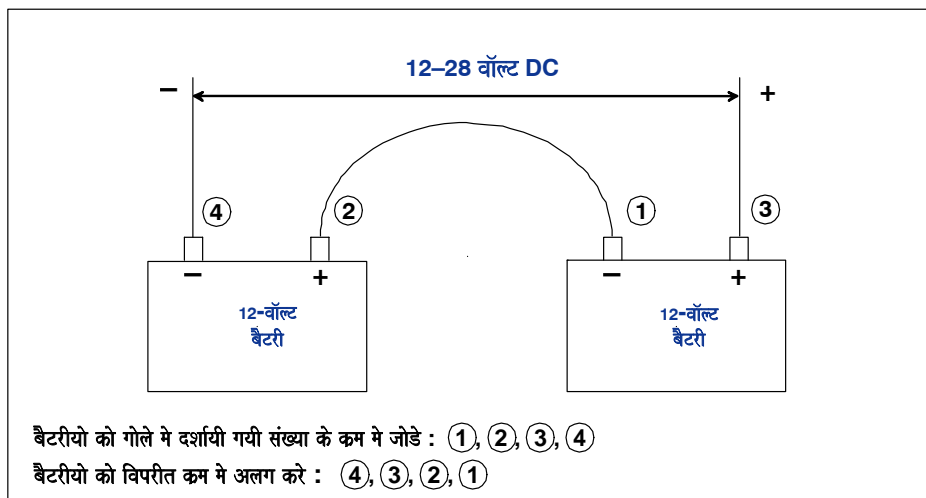 12–28 वॉल्ट DC
– +
4 2 1 3
– + – +
12-वॉल्ट 12-वॉल्ट
बैटरी बैटरी
बैटरीयो को गोले मे दर्शायी गयी संख्या के कम मे जोडे : 1, 2, 3, 4
बैटरीयो को विपरीत कम मे अलग करे : 4, 3, 2, 1